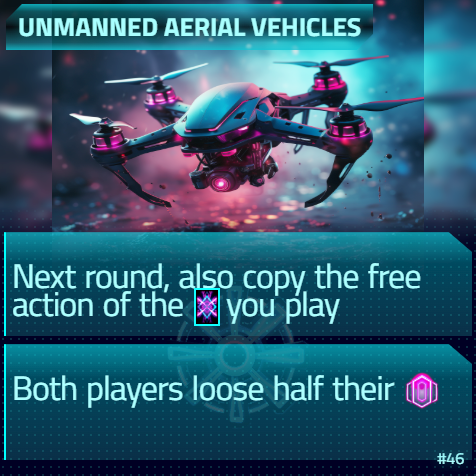 UNMANNED AERIAL VEHICLES
Next round, also copy the free
action of the you play
Both players loose half their
#46